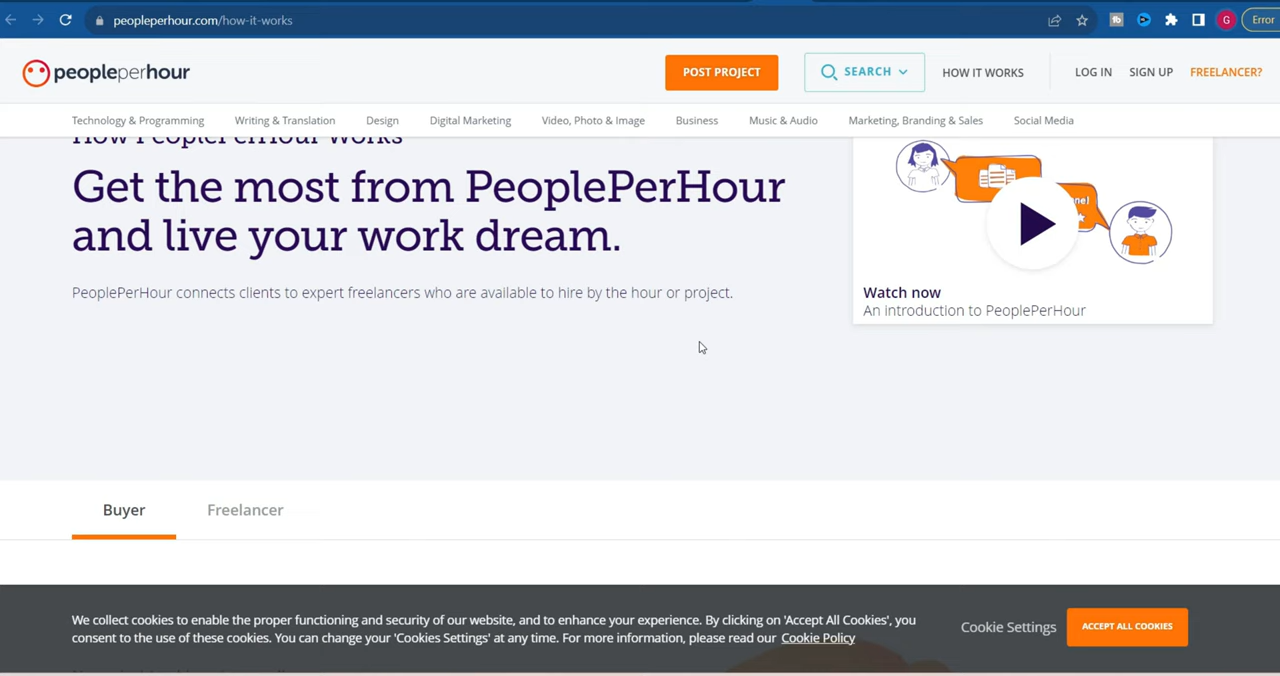 peopleperhour.com/how-it-works
G
Error
peopleperhour
POST PROJECT
SEARCH
HOW IT WORKS
LOG IN
SIGN UP
FREELANCER?
Technology & Programming
Writing & Translation
Design
Digital Marketing
Video, Photo & Image
Business
Music & Audio
Marketing, Branding & Sales
Social Media
How PeoplePerHour Works
Get the most from PeoplePerHour
and live your work dream.
PeoplePerHour connects clients to expert freelancers who are available to hire by the hour or project.
Watch now
An introduction to PeoplePerHour
Buyer
Freelancer
We collect cookies to enable the proper functioning and security of our website, and to enhance your experience. By clicking on 'Accept All Cookies', you
consent to the use of these cookies. You can change your 'Cookies Settings' at any time. For more information, please read our Cookie Policy
Cookie Settings
ACCEPT ALL COOKIES